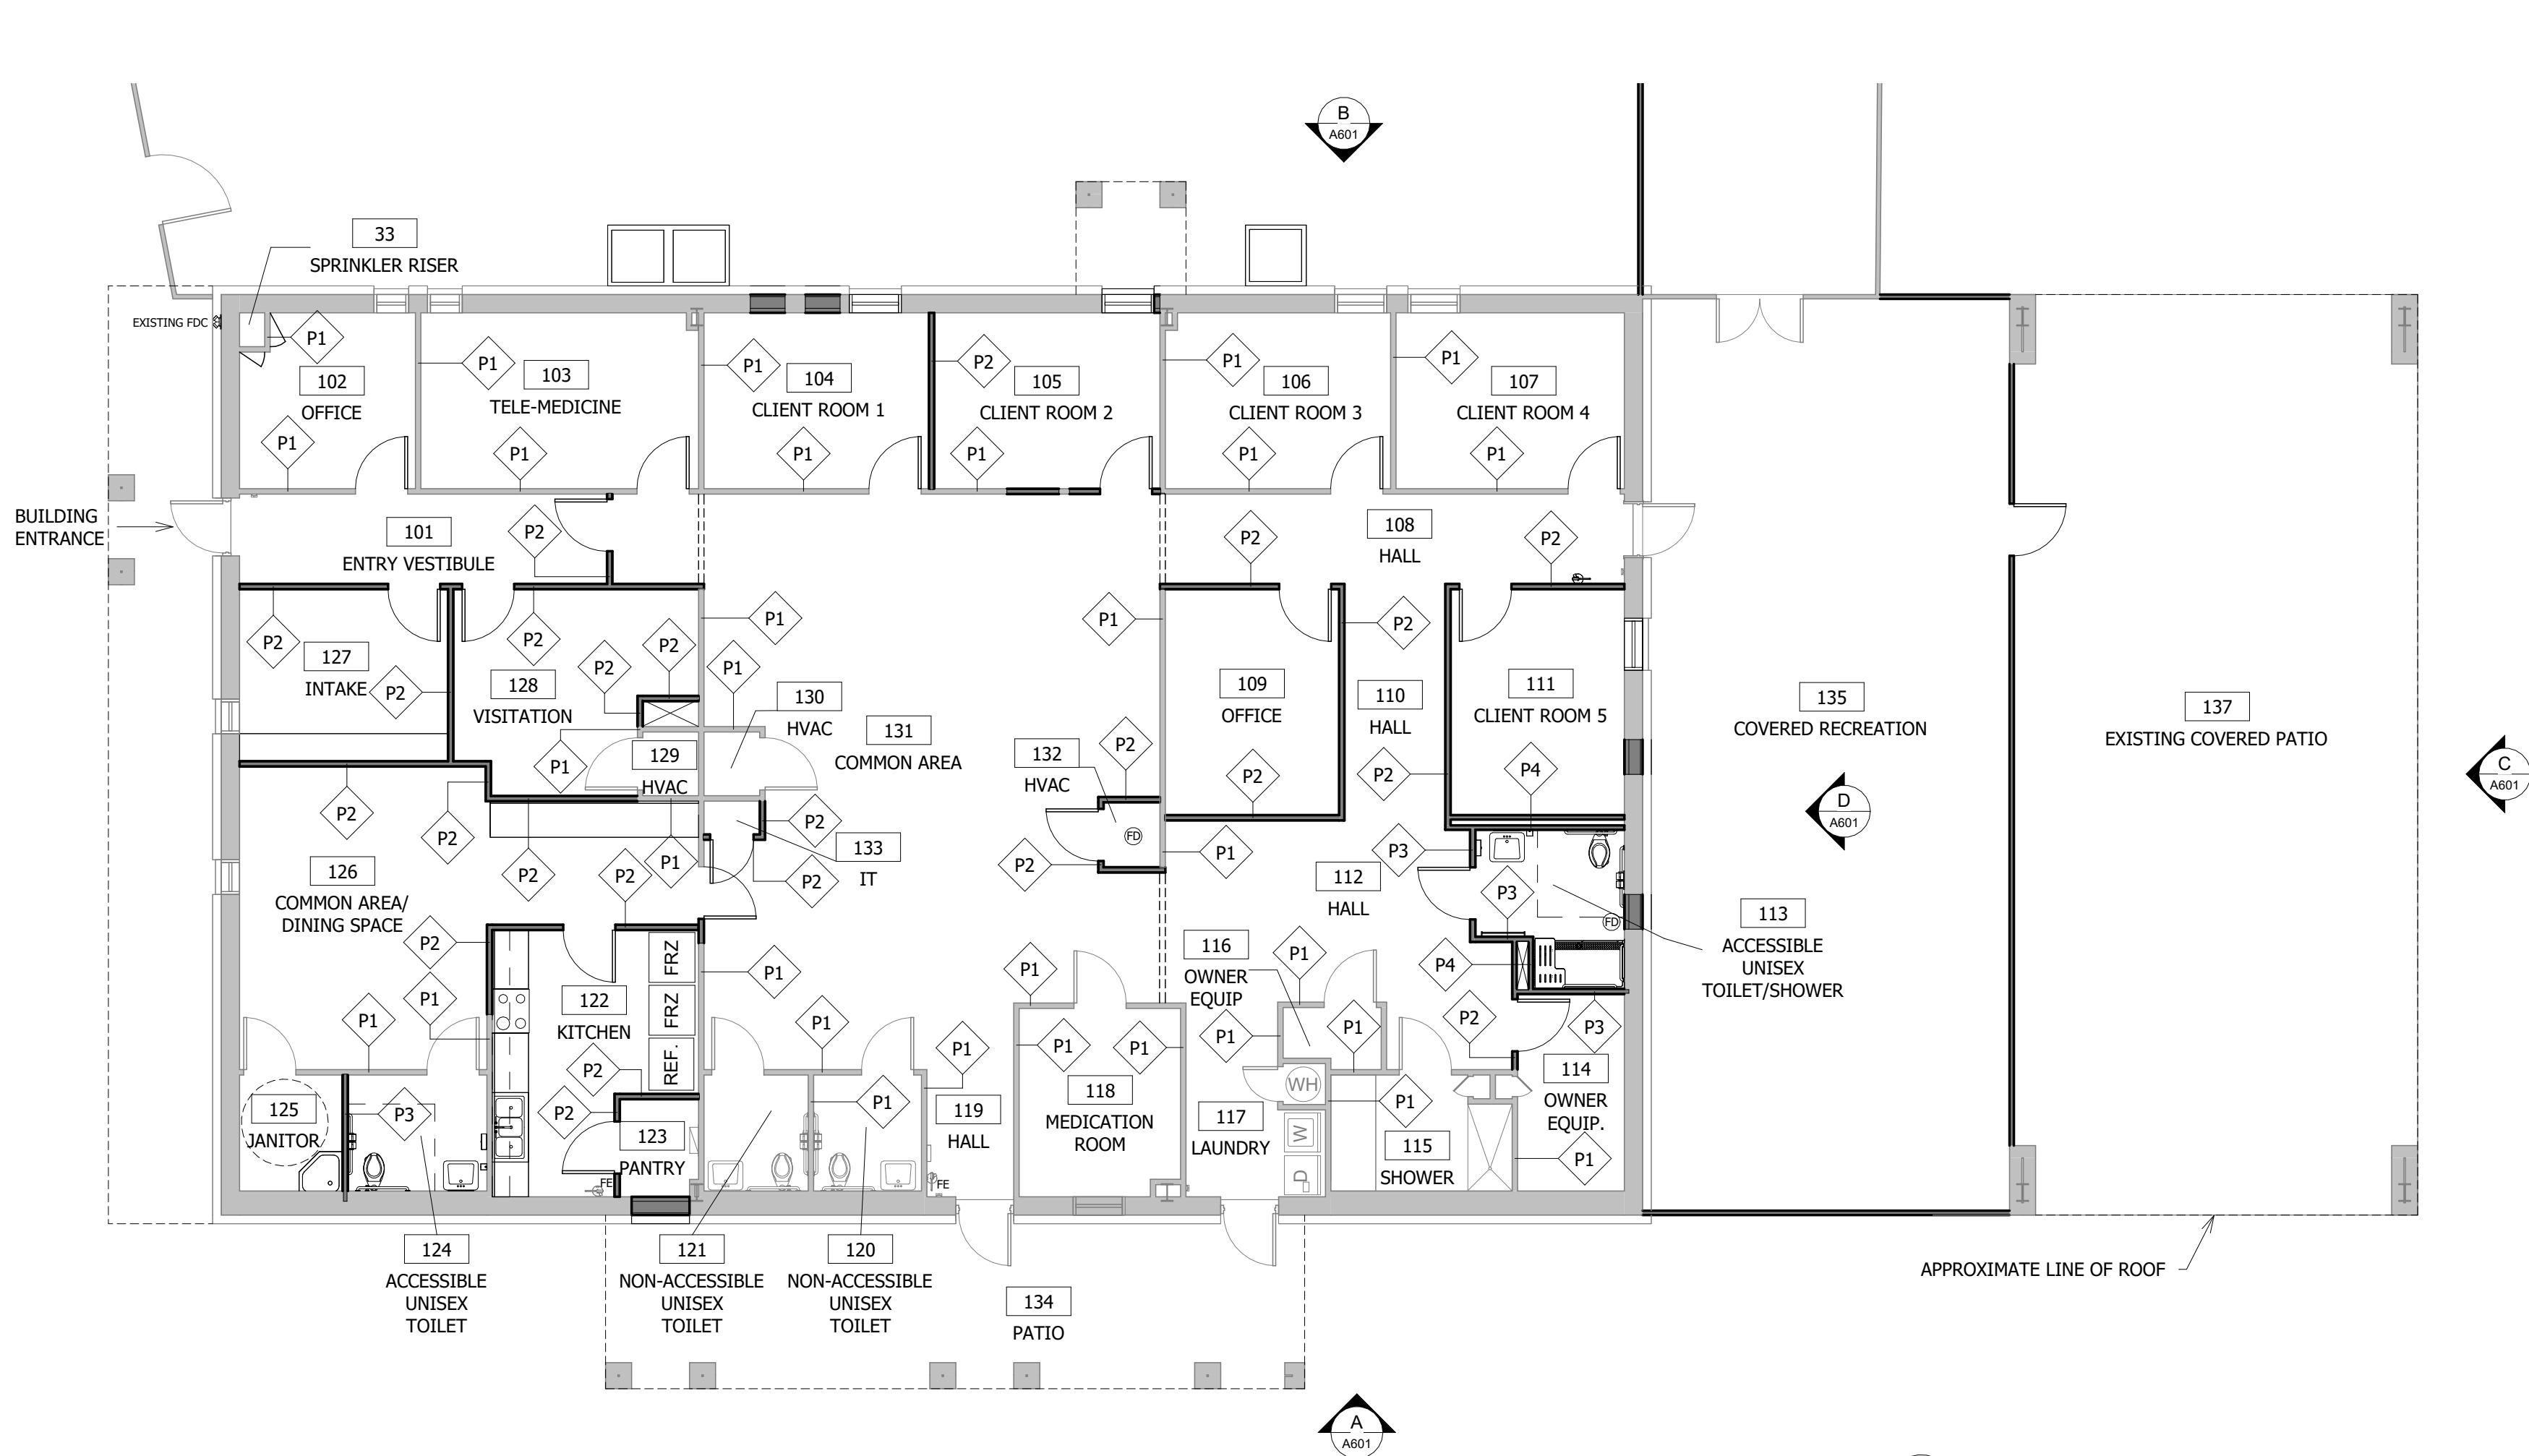 B
A601
33
SPRINKLER RISER
EXISTING FDC
P1
P1
P1
P2
P1
P1
102
OFFICE
103
TELE-MEDICINE
104
CLIENT ROOM 1
105
CLIENT ROOM 2
106
CLIENT ROOM 3
107
CLIENT ROOM 4
P1
P1
P1
P1
P1
P1
BUILDING
ENTRANCE
101
ENTRY VESTIBULE
P2
P2
108
HALL
P2
P2
127
INTAKE
P2
P2
128
VISITATION
P2
P2
P1
P1
P1
P2
130
HVAC
131
COMMON AREA
109
OFFICE
110
HALL
111
CLIENT ROOM 5
135
COVERED RECREATION
137
EXISTING COVERED PATIO
P1
129
HVAC
132
HVAC
P2
P2
P2
P4
C
A601
D
A601
P2
P2
P2
FD
P1
P2
P2
P1
P2
133
IT
P2
P1
P3
126
COMMON AREA/
DINING SPACE
112
HALL
P3
113
ACCESSIBLE
UNISEX
TOILET/SHOWER
FD
P2
P1
P1
P1
116
OWNER
EQUIP
P1
P4
P1
122
KITCHEN
FRZ
FRZ
REF.
P1
P1
P1
P1
P1
P1
P2
P3
P2
P2
125
JANITOR
P3
123
PANTRY
P1
119
HALL
118
MEDICATION
ROOM
117
LAUNDRY
WH
W
D
P1
115
SHOWER
114
OWNER
EQUIP.
P1
FE
FE
124
ACCESSIBLE
UNISEX
TOILET
121
NON-ACCESSIBLE
UNISEX
TOILET
120
NON-ACCESSIBLE
UNISEX
TOILET
134
PATIO
APPROXIMATE LINE OF ROOF
A
A601